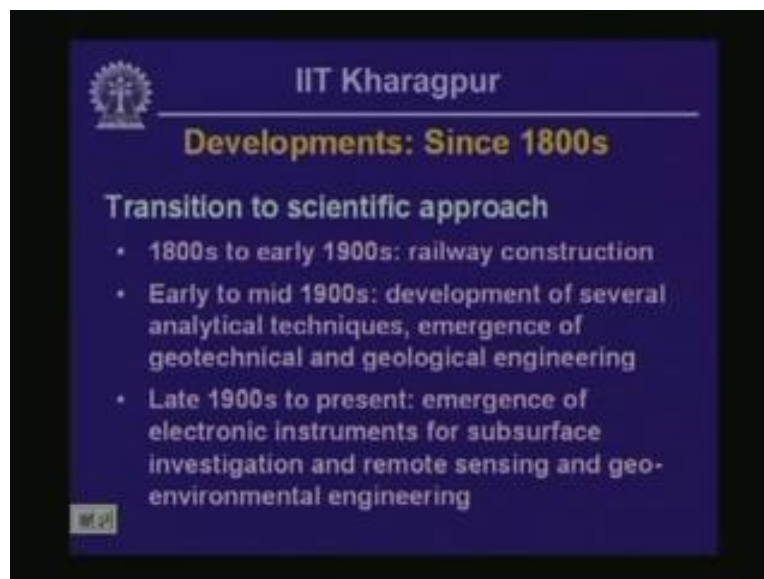 IIT Kharagpur
Developments: Since 1800s
Transition to scientific approach
• 1800s to early 1900s: railway construction
• Early to mid 1900s: development of several
analytical techniques, emergence of
geotechnical and geological engineering
• Late 1900s to present: emergence of
electronic instruments for subsurface
investigation and remote sensing and geo-
environmental engineering